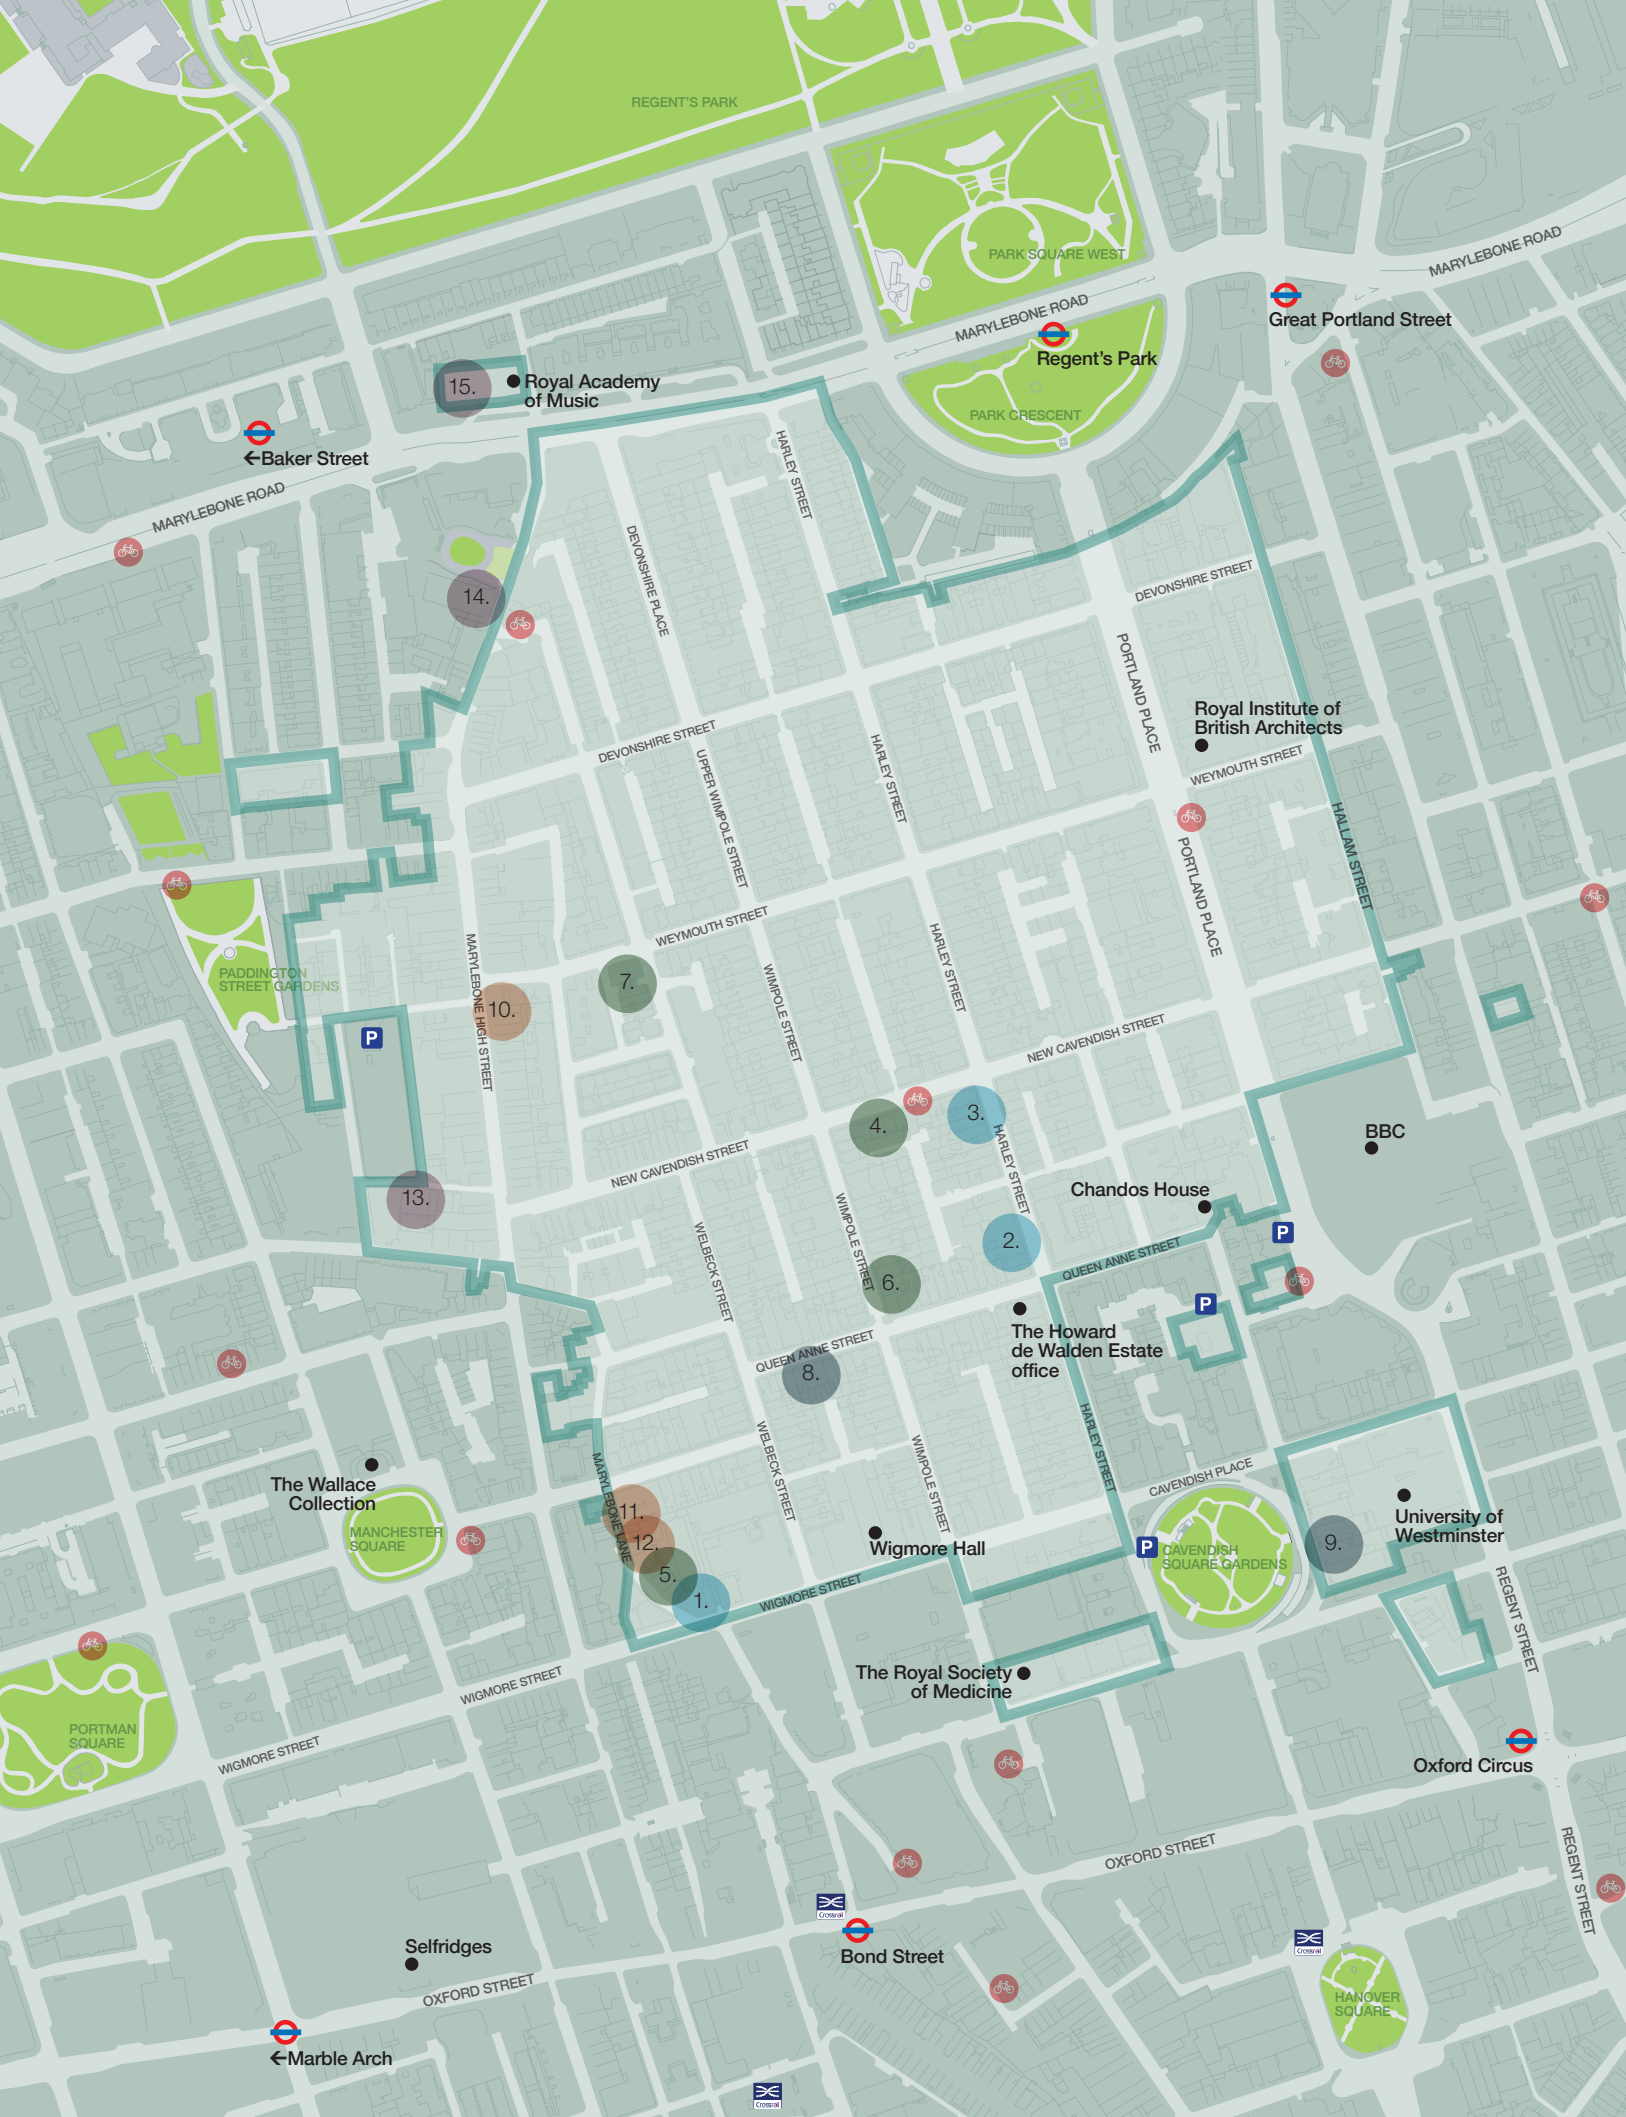 REGENT'S PARK
PARK SQUARE WEST
MARYLEBONE ROAD
MARYLEBONE ROAD
Great Portland Street
Regent's Park
15.
Royal Academy
of Music
PARK CRESCENT
←Baker Street
HARLEY STREET
MARYLEBONE ROAD
DEVONSHIRE PLACE
DEVONSHIRE STREET
14.
PORTLAND PLACE
Royal Institute of
British Architects
DEVONSHIRE STREET
HARLEY STREET
UPPER WIMPOLE STREET
WEYMOUTH STREET
HALLAM STREET
PORTLAND PLACE
WEYMOUTH STREET
HARLEY STREET
MARYLEBONE HIGH STREET
WIMPOLE STREET
PADDINGTON
STREET GARDENS
7.
10.
P
NEW CAVENDISH STREET
3.
4.
HARLEY STREET
BBC
NEW CAVENDISH STREET
Chandos House
13.
WIMPOLE STREET
WELBECK STREET
P
2.
QUEEN ANNE STREET
6.
P
The Howard
de Walden Estate
office
QUEEN ANNE STREET
8.
HARLEY STREET
WELBECK STREET
WIMPOLE STREET
MARYLEBONE LANE
The Wallace
Collection
CAVENDISH PLACE
University of
Westminster
11.
MANCHESTER
SQUARE
12.
Wigmore Hall
P
CAVENDISH
SQUARE GARDENS
9.
5.
1.
WIGMORE STREET
REGENT STREET
The Royal Society
of Medicine
WIGMORE STREET
PORTMAN
SQUARE
WIGMORE STREET
Oxford Circus
OXFORD STREET
REGENT STREET
Crossrail
Bond Street
Crossrail
Selfridges
OXFORD STREET
HANOVER
SQUARE
←Marble Arch
Crossrail